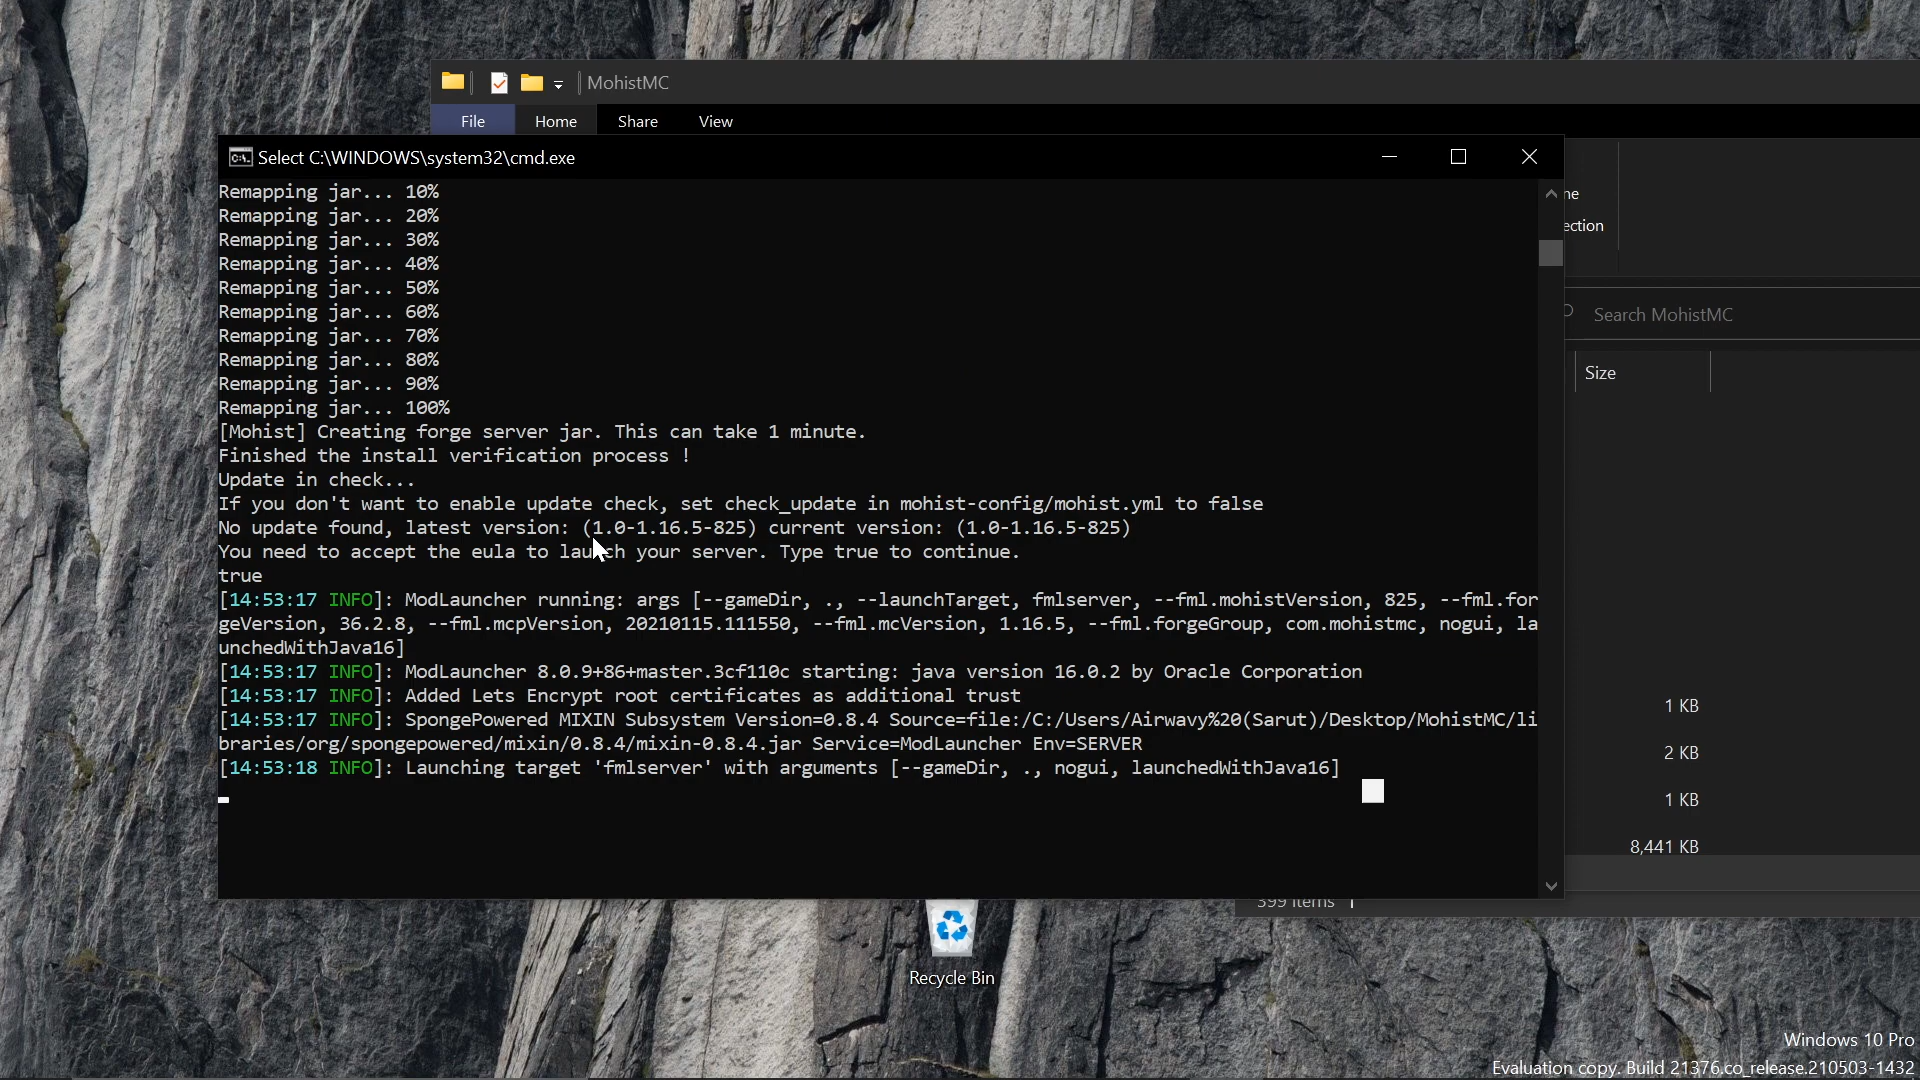 MohistMC
File Home Share View
Select C:\WINDOWS\system32\cmd.exe
Remapping jar... 10%
Remapping jar... 20%
Remapping jar... 30%
Remapping jar... 40%
Remapping jar... 50%
Remapping jar... 60%
Remapping jar... 70%
Remapping jar... 80%
Remapping jar... 90%
Remapping jar... 100%
[Mohist] Creating forge server jar. This can take 1 minute.
Finished the install verification process !
Update in check...
If you don't want to enable update check, set check_update in mohist-config/mohist.yml to false
No update found, latest version: (1.0-1.16.5-825) current version: (1.0-1.16.5-825)
You need to accept the eula to launch your server. Type true to continue.
true
[14:53:17 INFO]: ModLauncher running: args [--gameDir, ., --launchTarget, fmlserver, --fml.mohistVersion, 825, --fml.for
geVersion, 36.2.8, --fml.mcpVersion, 20210115.111550, --fml.mcVersion, 1.16.5, --fml.forgeGroup, com.mohistmc, nogui, la
unchedWithJava16]
[14:53:17 INFO]: ModLauncher 8.0.9+86+master.3cf110c starting: java version 16.0.2 by Oracle Corporation
[14:53:17 INFO]: Added Lets Encrypt root certificates as additional trust
[14:53:17 INFO]: SpongePowered MIXIN Subsystem Version=0.8.4 Source=file:/C:/Users/Airwavy%20(Sarut)/Desktop/MohistMC/li
braries/org/spongepowered/mixin/0.8.4/mixin-0.8.4.jar Service=ModLauncher Env=SERVER
[14:53:18 INFO]: Launching target 'fmlserver' with arguments [--gameDir, ., nogui, launchedWithJava16]
ne
ection
Search MohistMC
Size
1 KB
2 KB
1 KB
8,441 KB
399 items
Recycle Bin
Windows 10 Pro
Evaluation copy. Build 21376.co_release.210503-1432